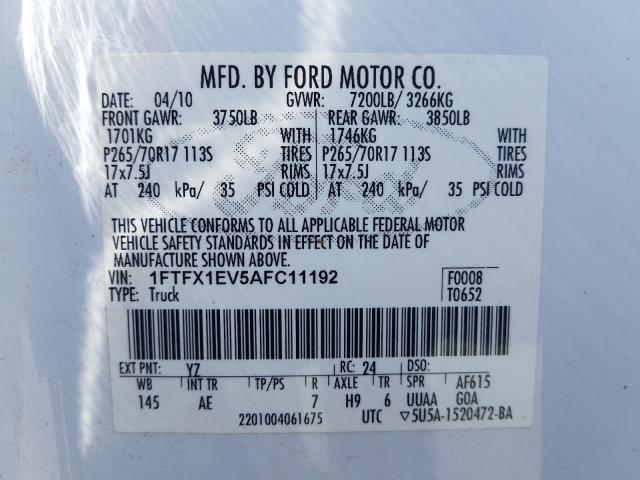 MFD. BY FORD MOTOR CO.
DATE: 04/10 GVWR: 7200LB/ 3266KG
FRONT GAWR: 3750LB REAR GAWR: 3850LB
1701KG WITH 1746KG WITH
P265/70R17 113S TIRES P265/70R17 113S TIRES
17x7.5J RIMS 17x7.5J RIMS
AT 240 kPa/ 35 PSI COLD AT 240 kPa/ 35 PSI COLD
THIS VEHICLE CONFORMS TO ALL APPLICABLE FEDERAL MOTOR
VEHICLE SAFETY STANDARDS IN EFFECT ON THE DATE OF
MANUFACTURE SHOWN ABOVE.
VIN: 1FTFX1EV5AFC11192 F0008
TYPE: Truck T0652
EXT PNT: YZ RC: 24 DSO:
WB INT TR TP/PS R AXLE TR SPR AF615
145 AE 7 H9 6 UUAA GOA
2201004061675 UTC ▽5U5A-1520472-BA